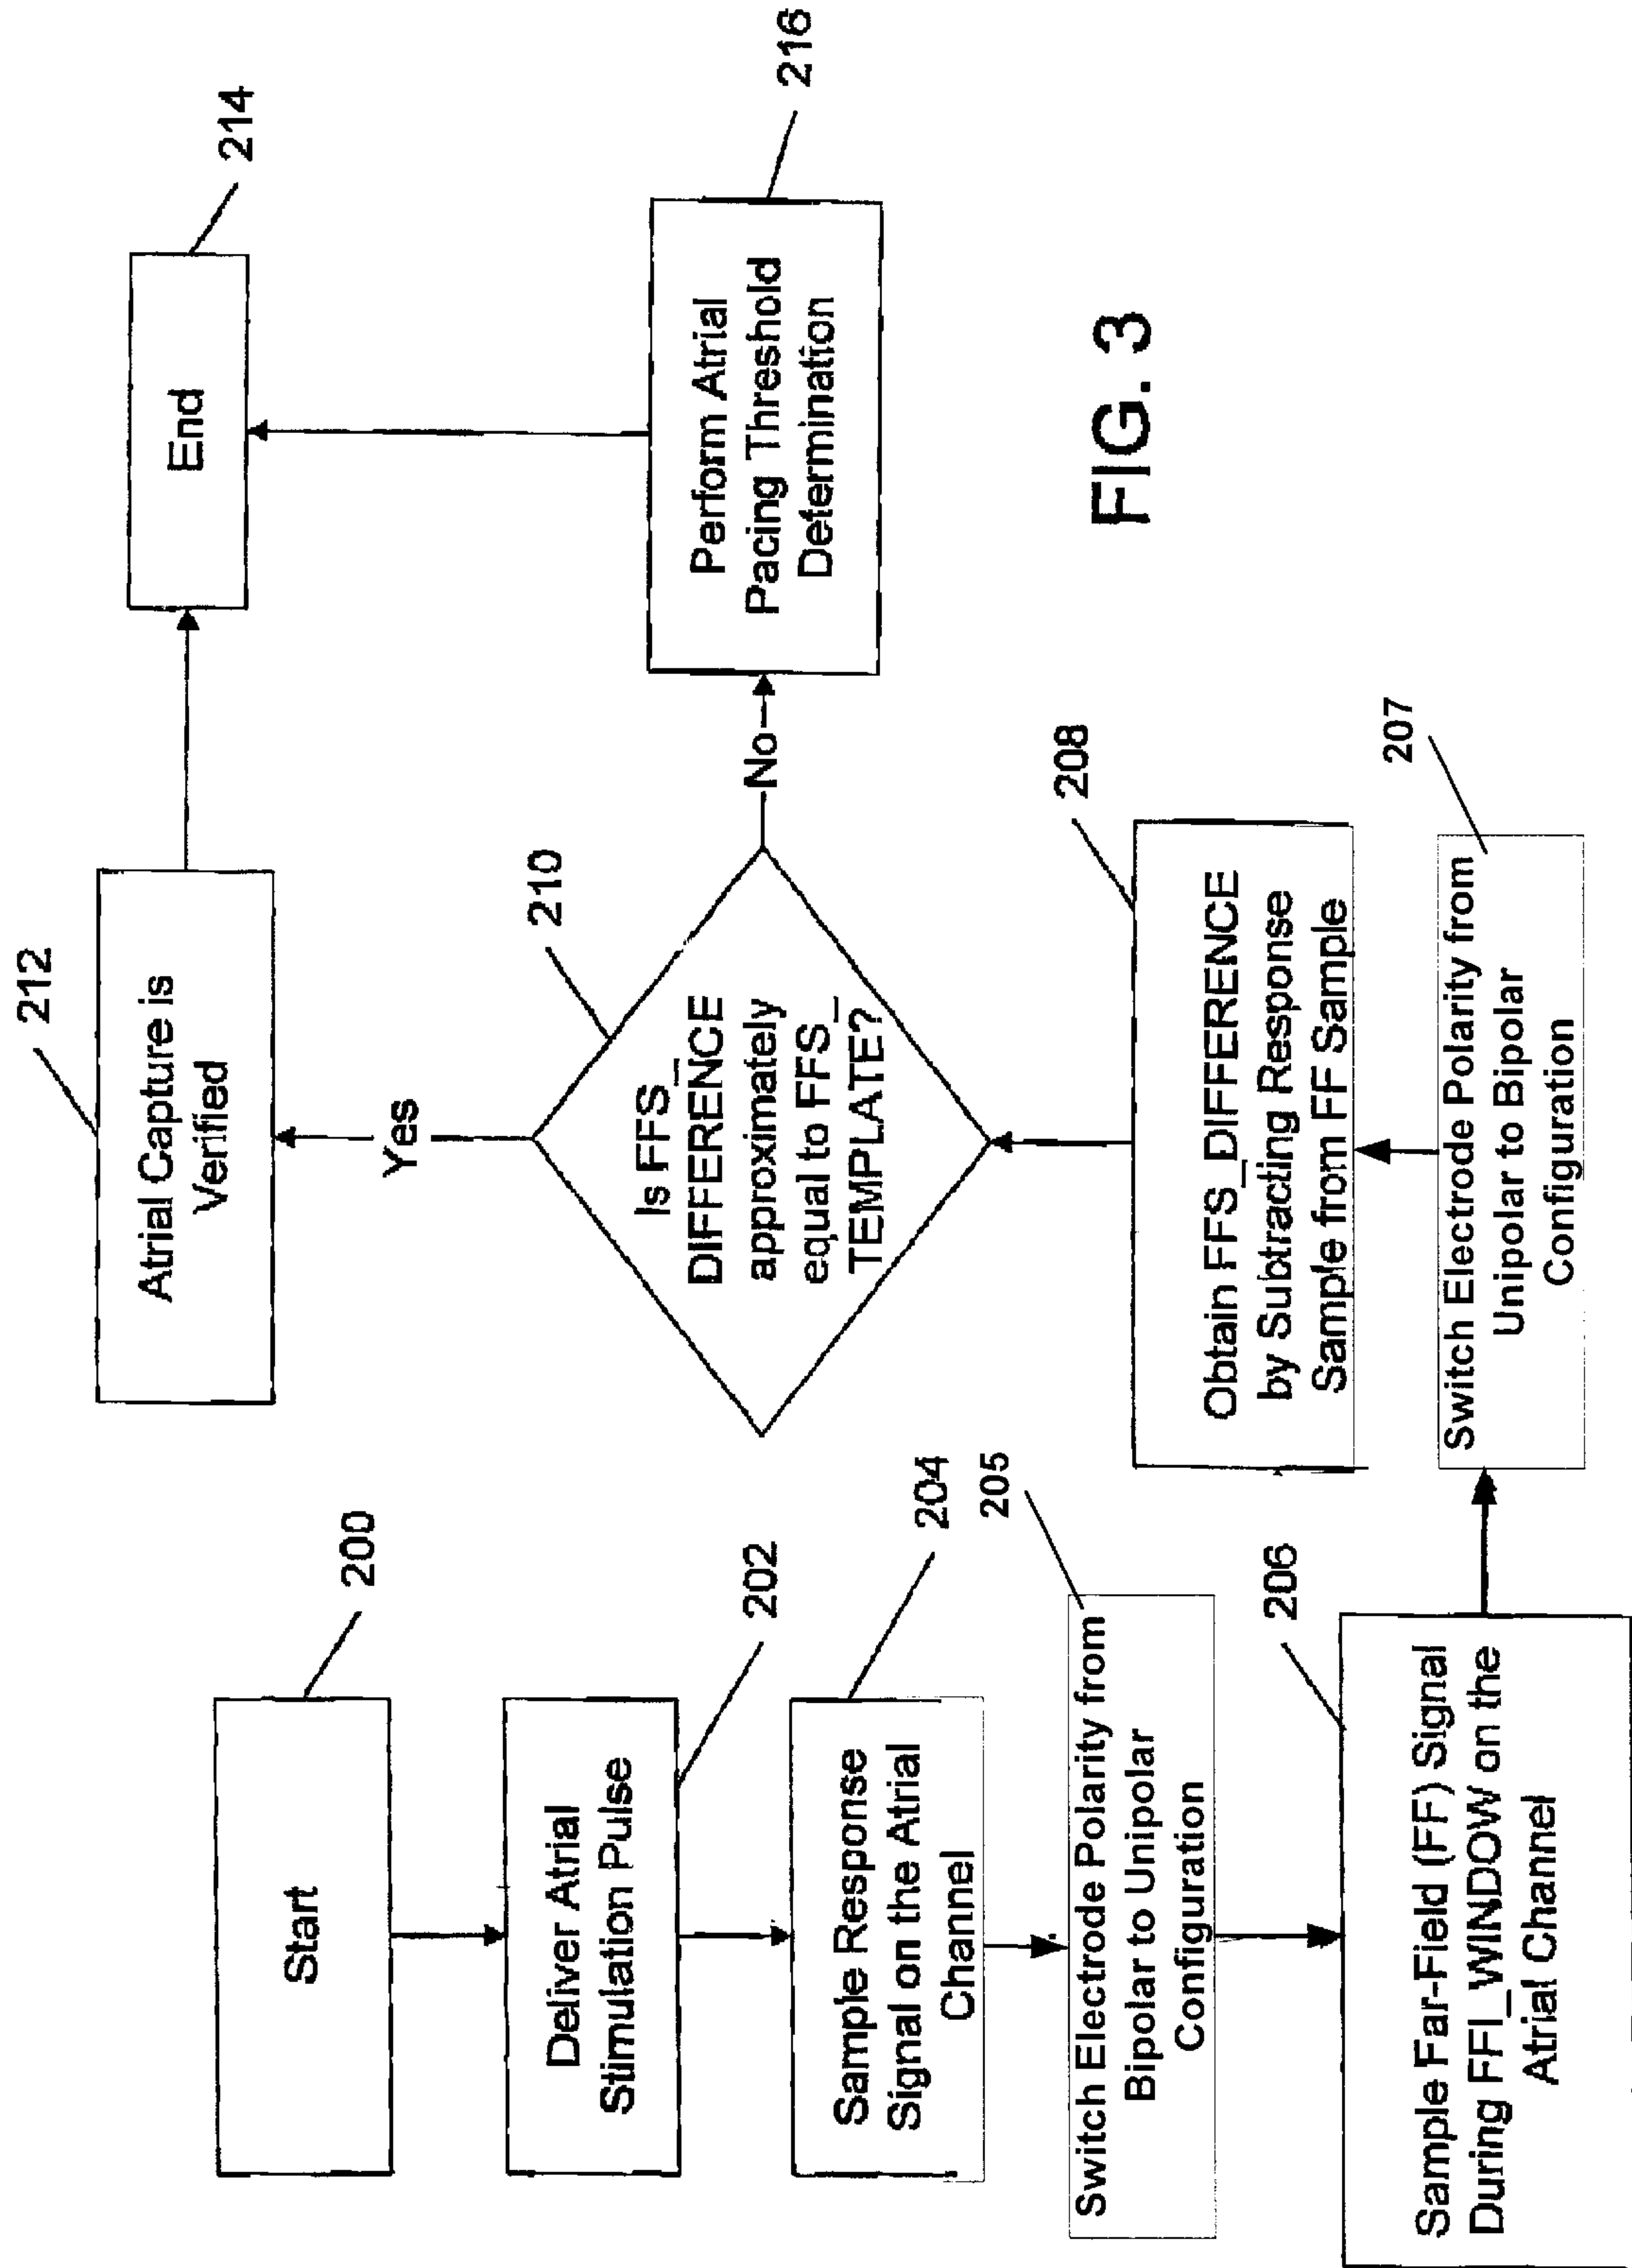 Start
200
Deliver Atrial
Stimulation Pulse
202
Sample Response
Signal on the Atrial
Channel
204
Switch Electrode Polarity from
Bipolar to Unipolar
Configuration
205
Sample Far-Field (FF) Signal
During FFI_WINDOW on the
Atrial Channel
206
Switch Electrode Polarity from
Unipolar to Bipolar
Configuration
207
Obtain FFS_DIFFERENCE
by Subtracting Response
Sample from FF Sample
208
Is FFS_
DIFFERENCE
approximately
equal to FFS_
TEMPLATE?
210
Yes
No
Atrial Capture is
Verified
212
End
214
Perform Atrial
Pacing Threshold
Determination
216
FIG. 3